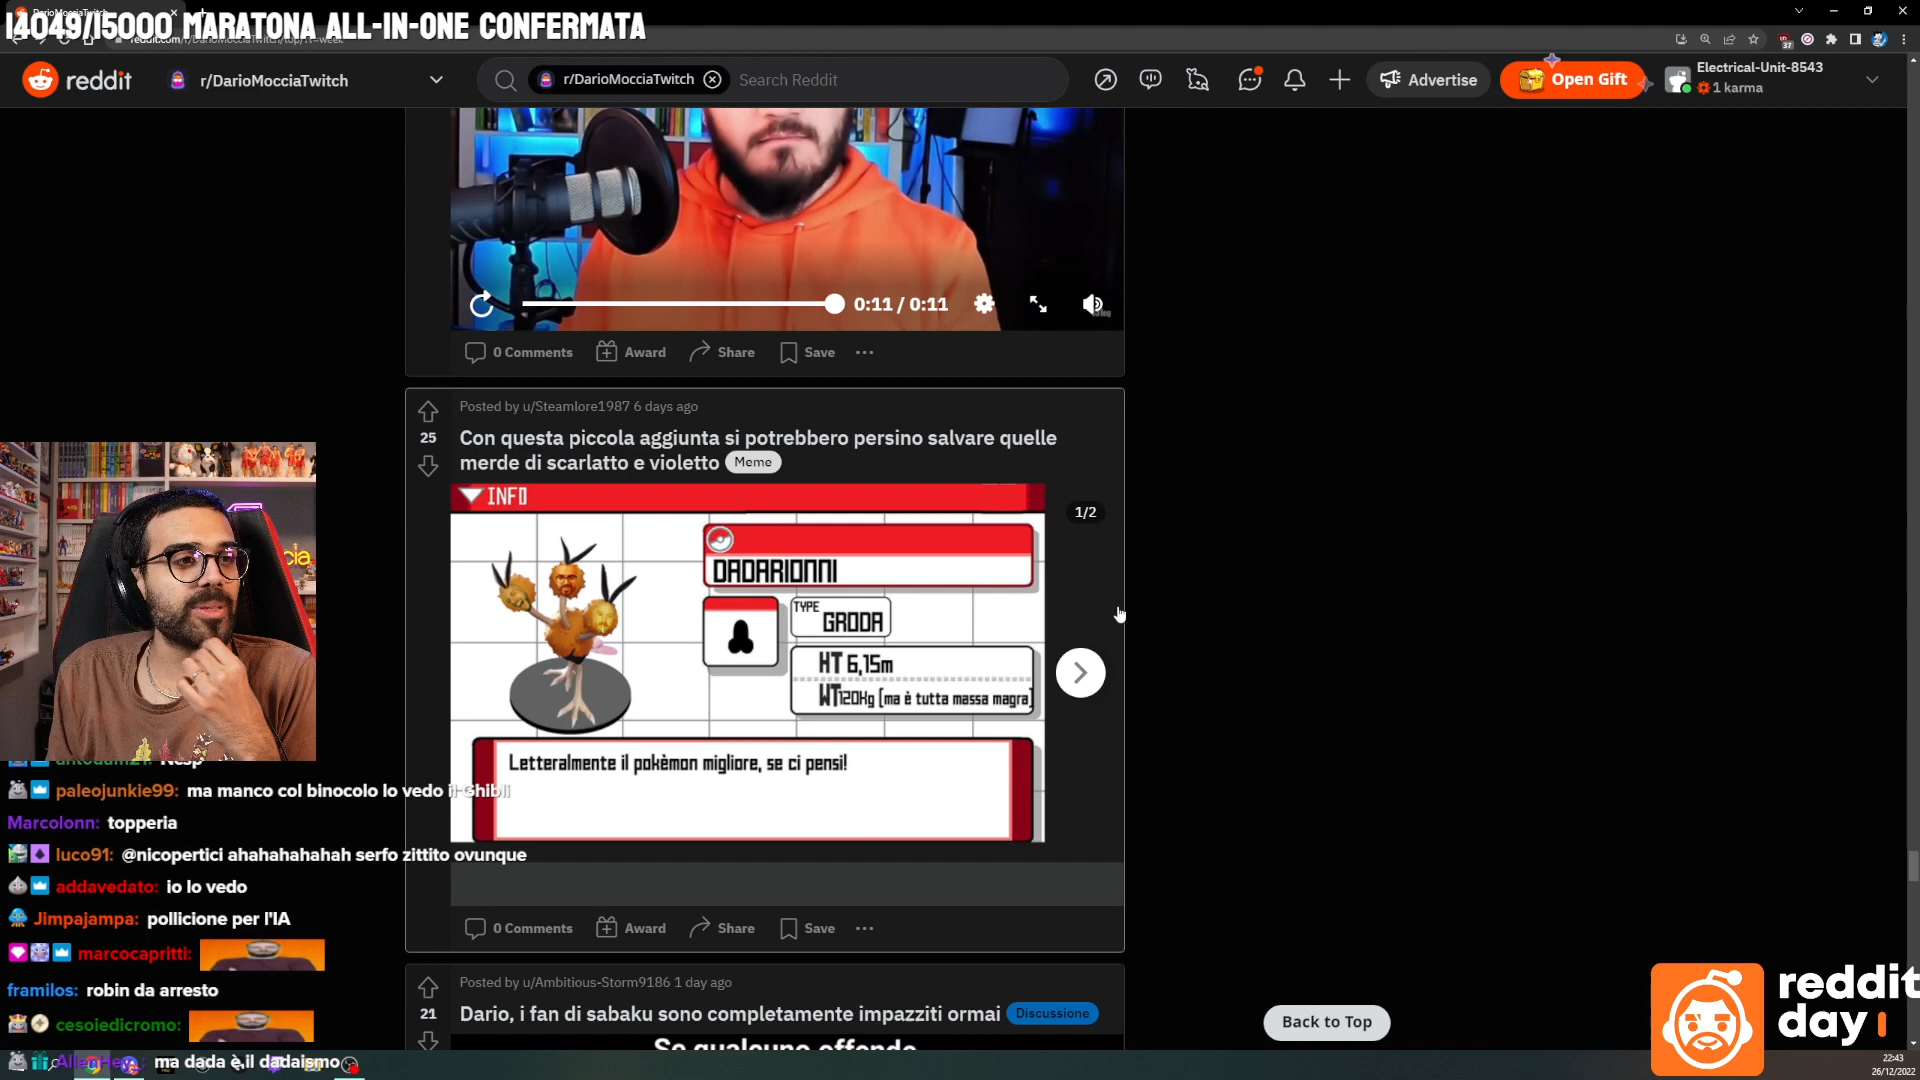 14049/15000 MARATONA ALL-IN-ONE CONFERMATA
reddit
r/DarioMocciaTwitch
r/DarioMocciaTwitch
Search Reddit
Advertise
Open Gift
Electrical-Unit-8543
1 karma
0:11 / 0:11
0 Comments
Award
Share
Save
Posted by u/Steamlore1987 6 days ago
25
Con questa piccola aggiunta si potrebbero persino salvare quelle
merde di scarlatto e violetto Meme
INFO
1/2
DADARIONNI
TYPE
GRODA
HT 6,15m
WT 120Kg (ma è tutta massa magra)
Letteralmente il pokèmon migliore, se ci pensi!
0 Comments
Award
Share
Save
Posted by u/Ambitious-Storm9186 1 day ago
21
Dario, i fan di sabaku sono completamente impazziti ormai Discussione
Se qualcuno offende
Back to Top
paleojunkie99: ma manco col binocolo lo vedo il Ghibli
Marcolonn: topperia
luco91: @nicopertici ahahahahahah serfo zittito ovunque
addavedato: io lo vedo
Jimpajampa: pollicione per l'IA
marcocapritti:
framilos: robin da arresto
cesoiedicromo:
ma dada è il dadaismo
reddit
day
22:43
26/12/2022